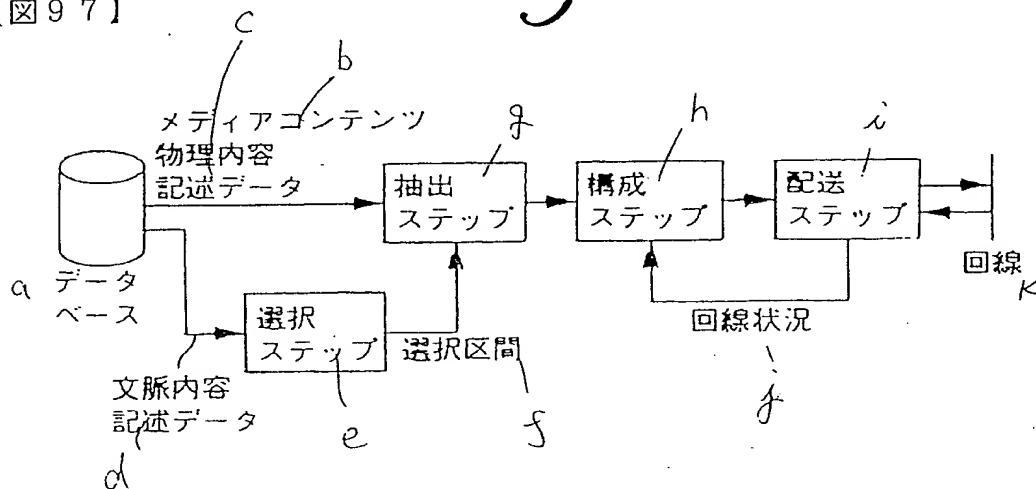 図97】
c
b
メディアコンテンツ
物理内容
記述データ
g
抽出
ステップ
h
構成
ステップ
i
配送
ステップ
回線
k
a
データ
ベース
選択
ステップ
選択区間
回線状況
文脈内容
記述データ
d
e
f
j